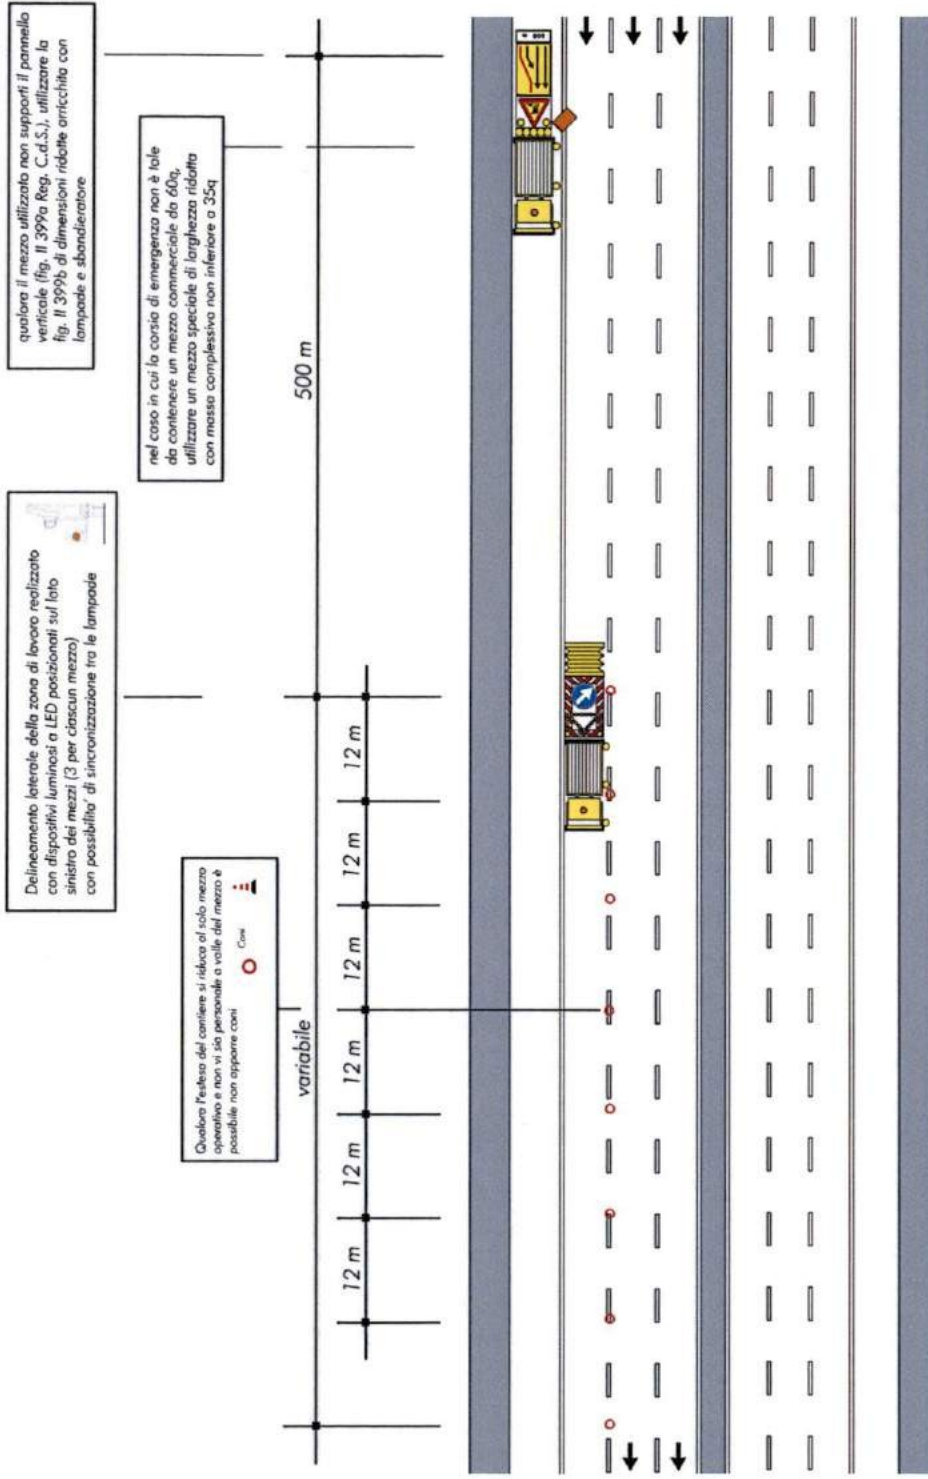 qualora il mezzo utilizzato non supporti il pannello
verticale (fig. II 399a Reg. C.d.S.), utilizzare la
fig. II 399b di dimensioni ridotte arricchita con
lampade e sbandieratore
nel caso in cui la corsia di emergenza non è tale
da contenere un mezzo commerciale da 60q,
utilizzare un mezzo speciale di larghezza ridotta
con massa complessiva non inferiore a 35q
500 m
Delineamento laterale della zona di lavoro realizzato
con dispositivi luminosi a LED posizionati sul lato
sinistro dei mezzi (3 per ciascun mezzo)
con possibilita' di sincronizzazione tra le lampade
Qualora l'estesa del cantiere si riduca al solo mezzo
operativo e non vi sia personale a valle del mezzo è
possibile non apporre coni
Coni
variabile
12 m
12 m
12 m
12 m
12 m
12 m